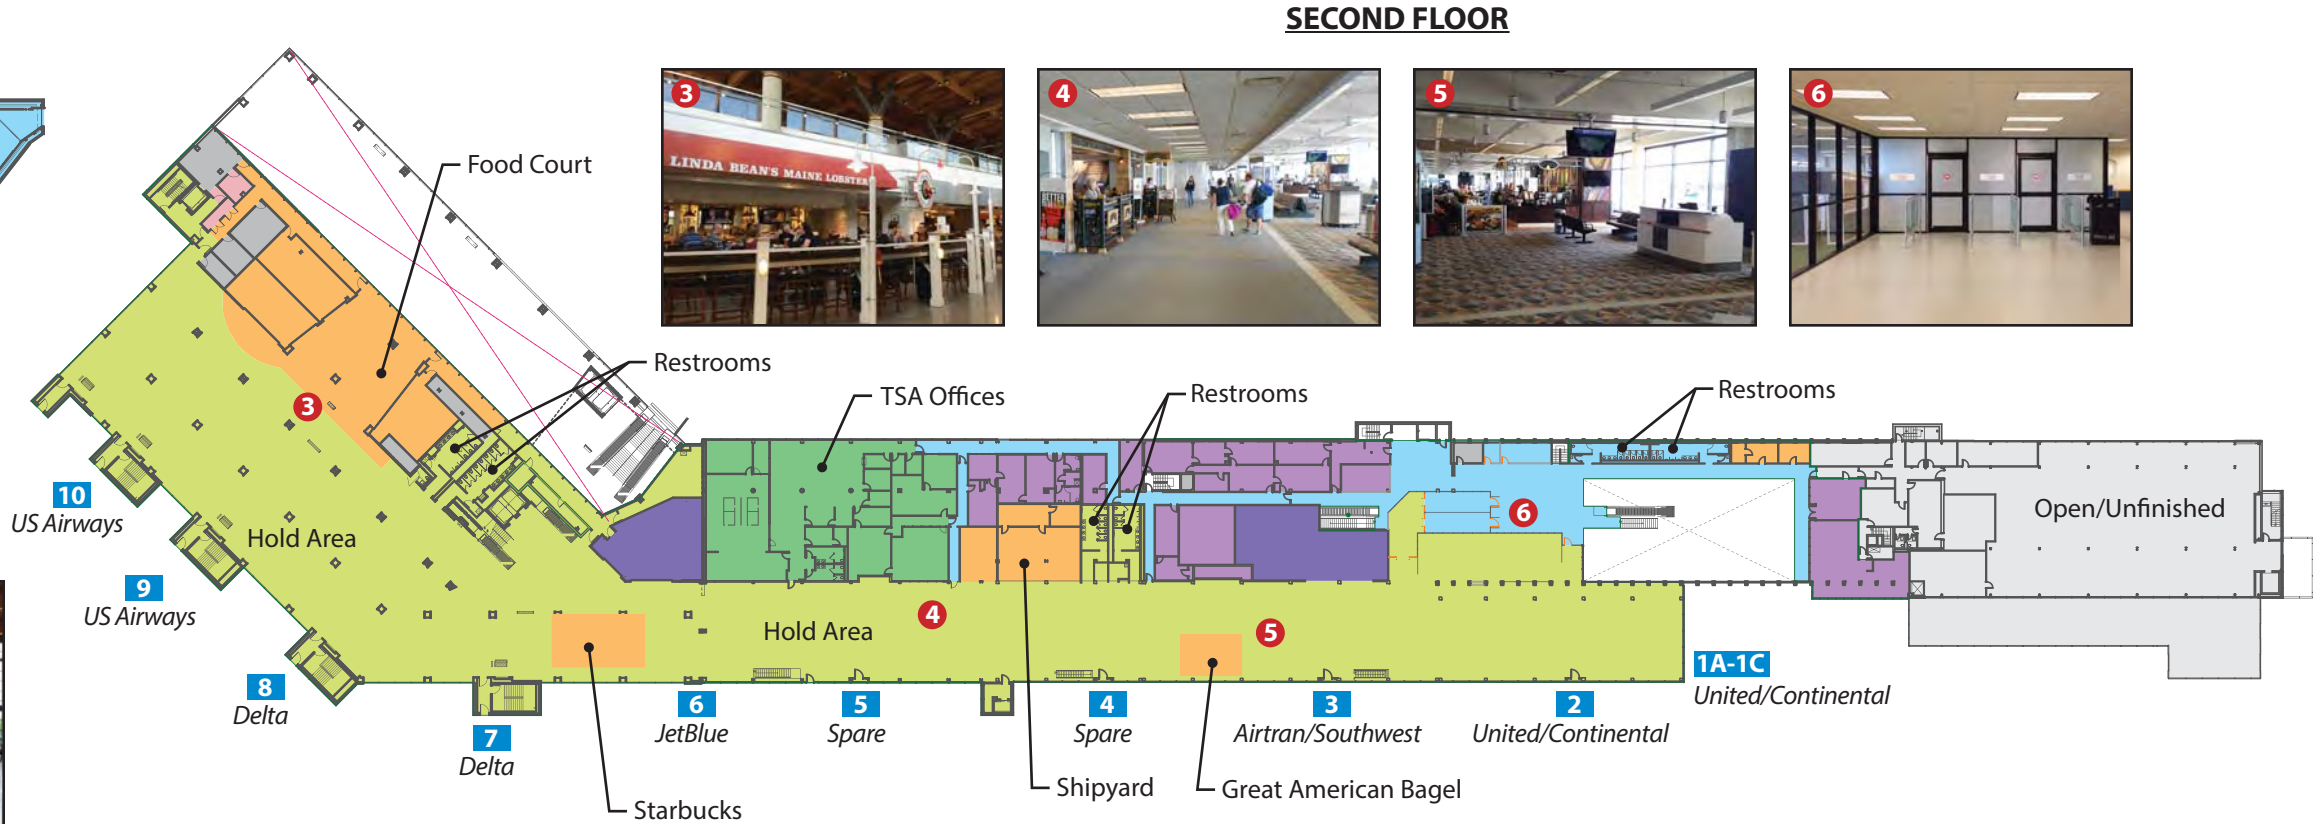 SECOND FLOOR
3
4
5
6
LINDA BEAN'S MAINE LOBSTER
Food Court
Restrooms
TSA Offices
Restrooms
Restrooms
3
10
US Airways
Hold Area
6
Open/Unfinished
9
US Airways
4
Hold Area
5
8
Delta
7
Delta
6
JetBlue
5
Spare
4
Spare
3
Airtran/Southwest
2
United/Continental
1A-1C
United/Continental
Starbucks
Shipyard
Great American Bagel